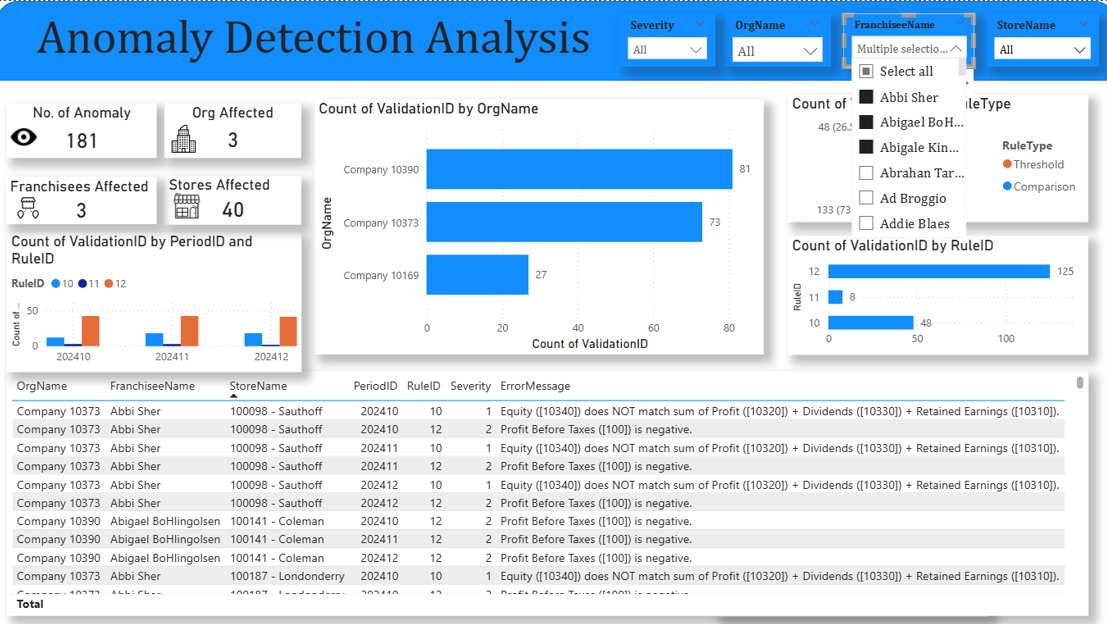 Anomaly Detection Analysis
Severity
All
OrgName
All
FranchiseeName
Multiple selectio...
Select all
Abbi Sher
Abigael BoH...
Abigale Kin...
Abrahan Tar...
Ad Broggio
Addie Blaes
StoreName
All
No. of Anomaly
181
Org Affected
3
Franchisees Affected
3
Stores Affected
40
Count of ValidationID by PeriodID and
RuleID
RuleID 10 11 12
Count of ...
50
0
202410 202411 202412
Count of ValidationID by OrgName
OrgName
Company 10390 81
Company 10373 73
Company 10169 27
0 20 40 60 80
Count of ValidationID
Count of
RuleType
48 (26.
133 (73
RuleType
Threshold
Comparison
Count of ValidationID by RuleID
RuleID
12 125
11 8
10 48
0 50 100
OrgName FranchiseeName StoreName PeriodID RuleID Severity ErrorMessage
Company 10373 Abbi Sher 100098 - Sauthoff 202410 10 1 Equity ([10340]) does NOT match sum of Profit ([10320]) + Dividends ([10330]) + Retained Earnings ([10310]).
Company 10373 Abbi Sher 100098 - Sauthoff 202410 12 2 Profit Before Taxes ([100]) is negative.
Company 10373 Abbi Sher 100098 - Sauthoff 202411 10 1 Equity ([10340]) does NOT match sum of Profit ([10320]) + Dividends ([10330]) + Retained Earnings ([10310]).
Company 10373 Abbi Sher 100098 - Sauthoff 202411 12 2 Profit Before Taxes ([100]) is negative.
Company 10373 Abbi Sher 100098 - Sauthoff 202412 10 1 Equity ([10340]) does NOT match sum of Profit ([10320]) + Dividends ([10330]) + Retained Earnings ([10310]).
Company 10373 Abbi Sher 100098 - Sauthoff 202412 12 2 Profit Before Taxes ([100]) is negative.
Company 10390 Abigael BoHlingolsen 100141 - Coleman 202410 12 2 Profit Before Taxes ([100]) is negative.
Company 10390 Abigael BoHlingolsen 100141 - Coleman 202411 12 2 Profit Before Taxes ([100]) is negative.
Company 10390 Abigael BoHlingolsen 100141 - Coleman 202412 12 2 Profit Before Taxes ([100]) is negative.
Company 10373 Abbi Sher 100187 - Londonderry 202410 10 1 Equity ([10340]) does NOT match sum of Profit ([10320]) + Dividends ([10330]) + Retained Earnings ([10310]).
Total